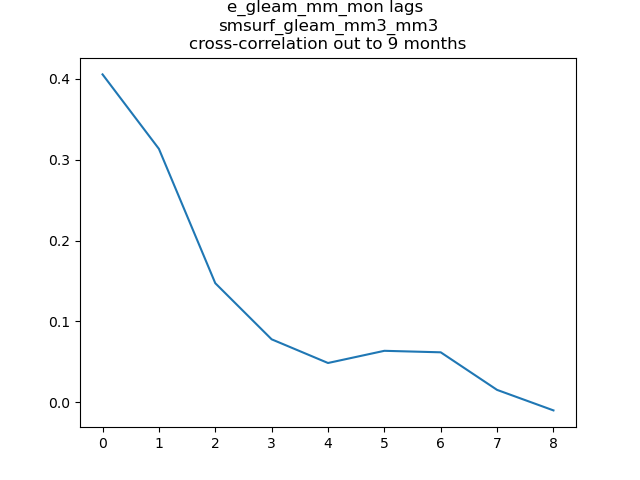 e_gleam_mm_mon lags
smsurf_gleam_mm3_mm3
cross-correlation out to 9 months
0.4
0.3
0.2
0.1
0.0
0 1 2 3 4 5 6 7 8